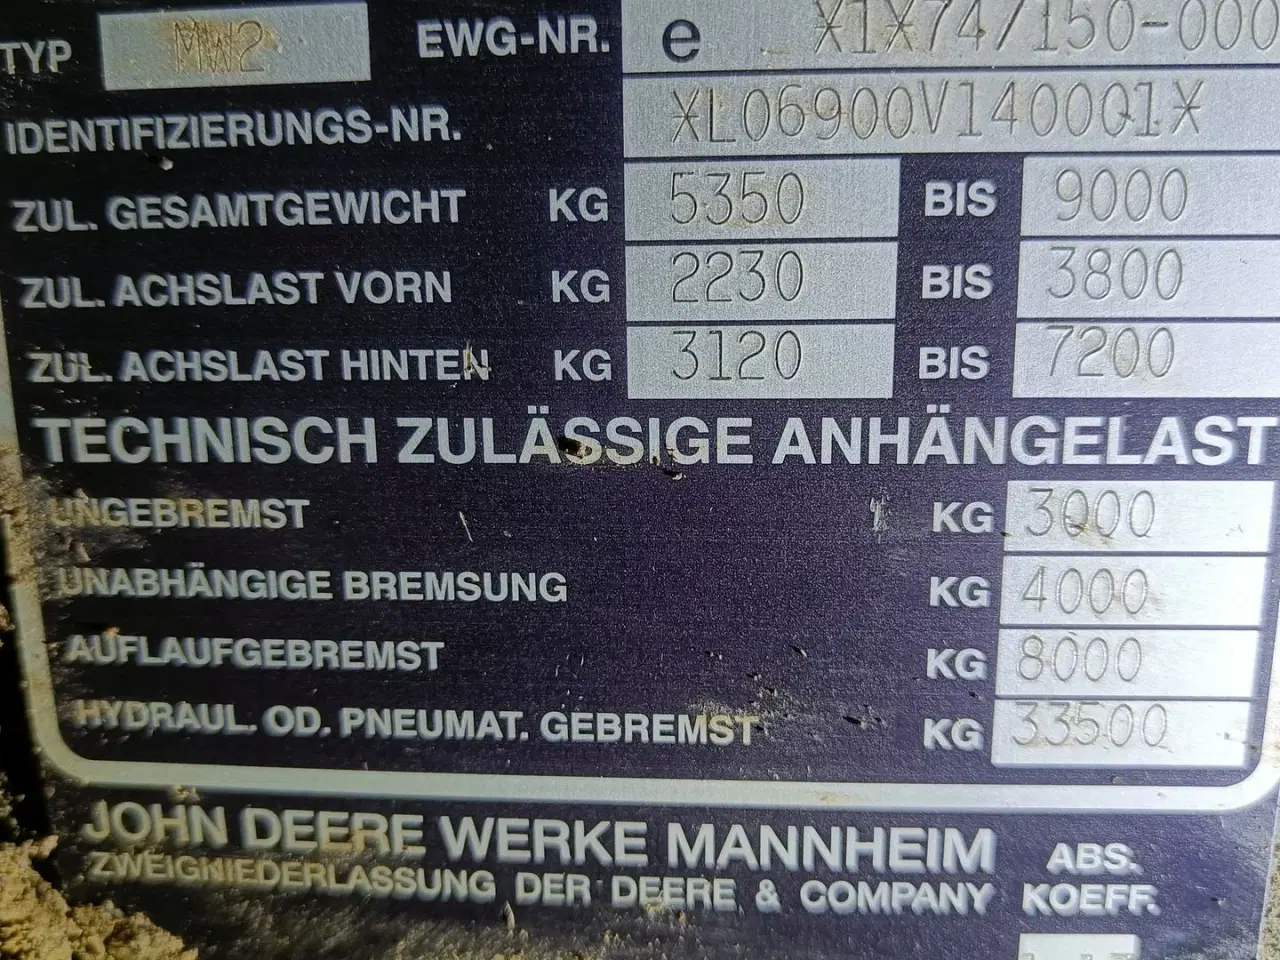 TYP MW2 EWG-NR. e *1*74/150-000
IDENTIFIZIERUNGS-NR. *L06900V140001*
ZUL. GESAMTGEWICHT KG 5350 BIS 9000
ZUL. ACHSLAST VORN KG 2230 BIS 3800
ZUL. ACHSLAST HINTEN KG 3120 BIS 7200
TECHNISCH ZULÄSSIGE ANHÄNGELAST
UNGEBREMST KG 3000
UNABHÄNGIGE BREMSUNG KG 4000
AUFLAUFGEBREMST KG 8000
HYDRAUL. OD. PNEUMAT. GEBREMST KG 33500
JOHN DEERE WERKE MANNHEIM
ZWEIGNIEDERLASSUNG DER DEERE & COMPANY
ABS.
KOEFF.